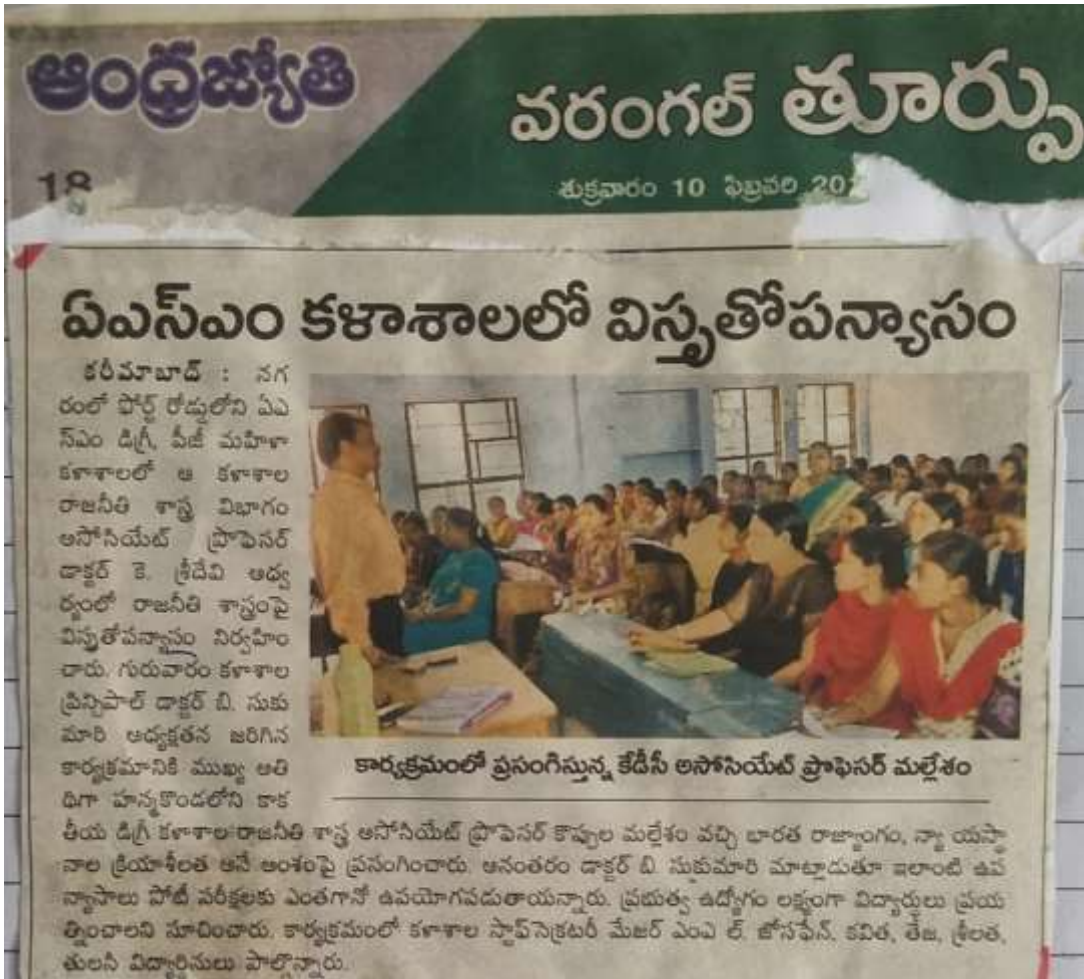 ఆంధ్రజ్యోతి
వరంగల్ తూర్పు
18
శుక్రవారం 10 ఫిబ్రవరి 202
ఏఎస్ఎం కళాశాలలో విస్తృతోపన్యాసం
కరీమాబాద్ : నగ
రంలో ఫోర్ట్ రోడ్డులోని ఏఎ
స్ఎం డిగ్రీ, పీజీ మహిళా
కళాశాలలో ఆ కళాశాల
రాజనీతి శాస్త్ర విభాగం
అసోసియేట్ ప్రొఫెసర్
డాక్టర్ కె. శ్రీదేవి ఆధ్వ
ర్యంలో రాజనీతి శాస్త్రంపై
విస్తృతోపన్యాసం నిర్వహిం
చారు. గురువారం కళాశాల
ప్రిన్సిపాల్ డాక్టర్ బి. సుకు
మారి అధ్యక్షతన జరిగిన
కార్యక్రమానికి ముఖ్య అతి
థిగా హన్మకొండలోని కాక
తీయ డిగ్రీ కళాశాల రాజనీతి శాస్త్ర అసోసియేట్ ప్రొఫెసర్ కొప్పుల మల్లేశం వచ్చి భారత రాజ్యాంగం, న్యా యస్థా
నాల క్రియాశీలత అనే అంశంపై ప్రసంగించారు. అనంతరం డాక్టర్ బి. సుకుమారి మాట్లాడుతూ ఇలాంటి ఉప
న్యాసాలు పోటీ పరీక్షలకు ఎంతగానో ఉపయోగపడుతాయన్నారు. ప్రభుత్వ ఉద్యోగం లక్ష్యంగా విద్యార్థులు ప్రయ
త్నించాలని సూచించారు. కార్యక్రమంలో కళాశాల స్టాఫ్‌సెక్రటరీ మేజర్ ఎంఎ ల్. జోసఫిన్, కవిత, తేజ, శ్రీలత,
తులసి విద్యార్థినులు పాల్గొన్నారు.
కార్యక్రమంలో ప్రసంగిస్తున్న కేడీసీ అసోసియేట్ ప్రొఫెసర్ మల్లేశం